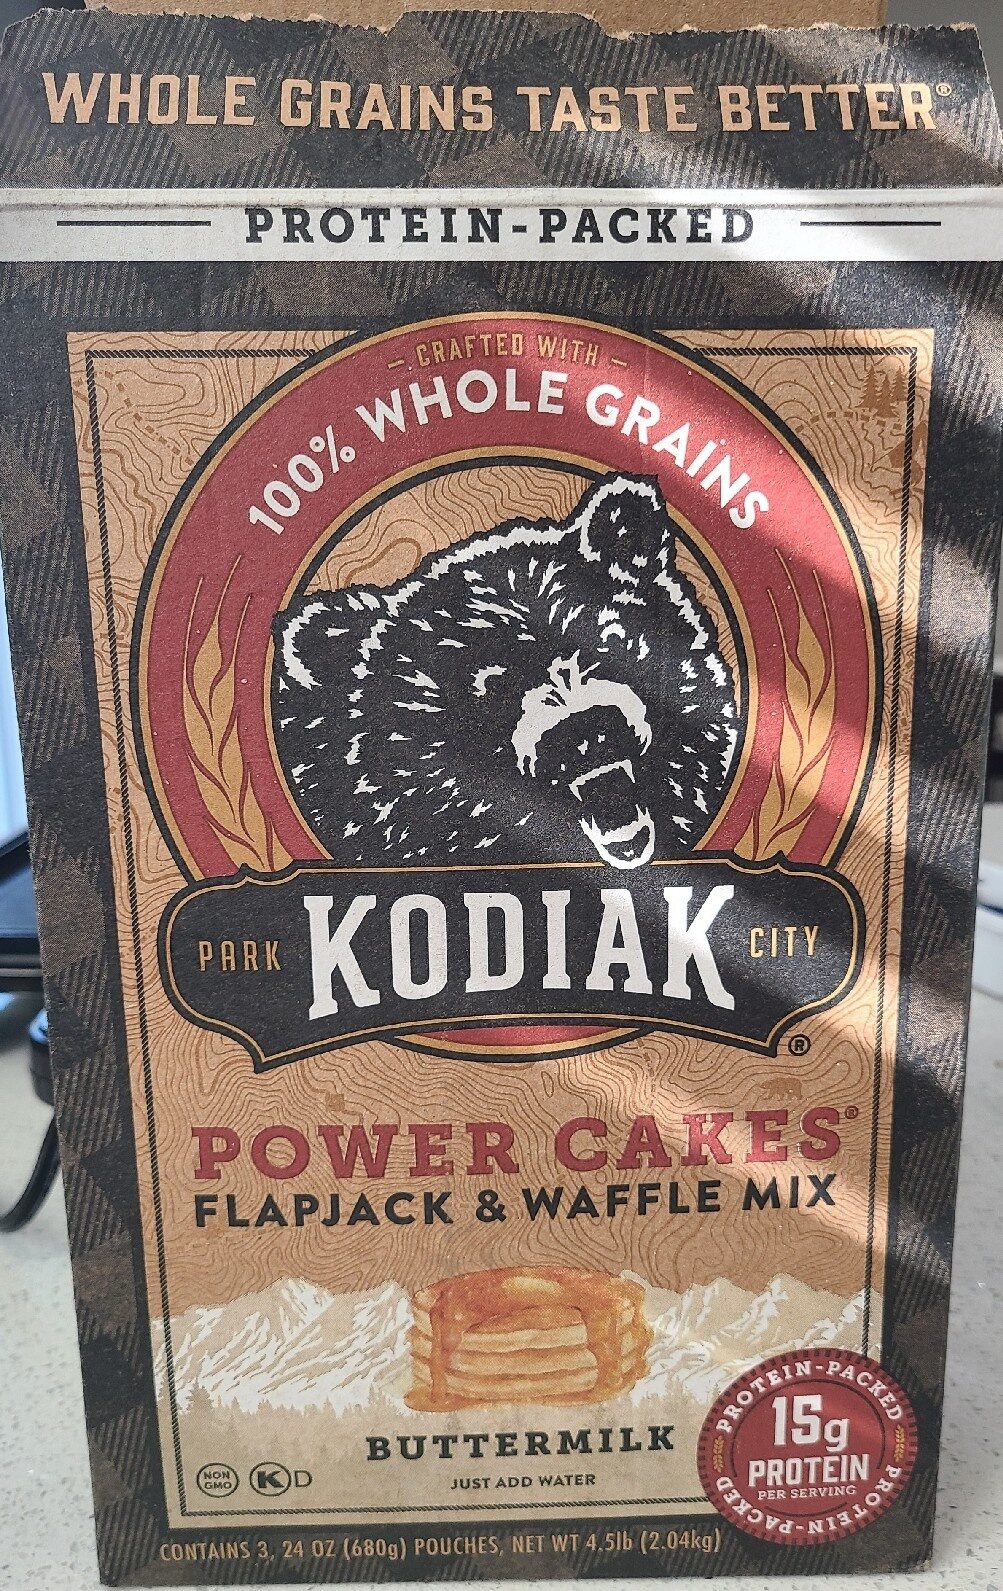 WHOLE GRAINS TASTE BETTER®
PROTEIN-PACKED
CRAFTED WITH
100% WHOLE GRAINS
PARK KODIAK CITY ®
POWER CAKES®
FLAPJACK & WAFFLE MIX
BUTTERMILK
JUST ADD WATER
NON
GMO
K D
PROTEIN-PACKED
15g
PROTEIN
PER SERVING
PROTEIN-PACKED
CONTAINS 3, 24 OZ (680g) POUCHES, NET WT 4.5lb (2.04kg)